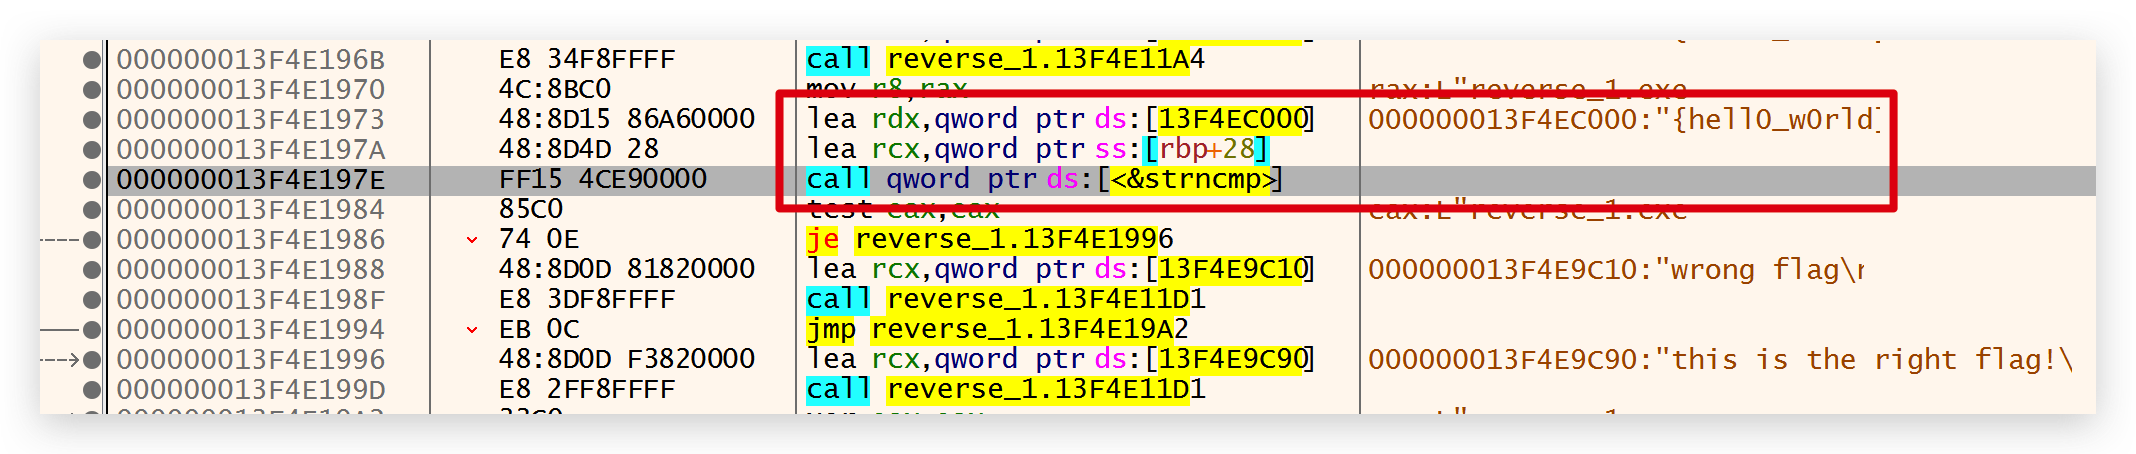 000000013F4E196B E8 34F8FFFF call reverse_1.13F4E11A4
000000013F4E1970 4C:8BC0 mov r8,rax rax:L"reverse_1.exe
000000013F4E1973 48:8D15 86A60000 lea rdx,qword ptr ds:[13F4EC000] 000000013F4EC000:"{hell0_w0rld}
000000013F4E197A 48:8D4D 28 lea rcx,qword ptr ss:[rbp+28]
000000013F4E197E FF15 4CE90000 call qword ptr ds:[<&strncmp>]
000000013F4E1984 85C0 test eax,eax eax:L"reverse_1.exe
000000013F4E1986 74 0E je reverse_1.13F4E1996
000000013F4E1988 48:8D0D 81820000 lea rcx,qword ptr ds:[13F4E9C10] 000000013F4E9C10:"wrong flag\n
000000013F4E198F E8 3DF8FFFF call reverse_1.13F4E11D1
000000013F4E1994 EB 0C jmp reverse_1.13F4E19A2
000000013F4E1996 48:8D0D F3820000 lea rcx,qword ptr ds:[13F4E9C90] 000000013F4E9C90:"this is the right flag!\
000000013F4E199D E8 2FF8FFFF call reverse_1.13F4E11D1